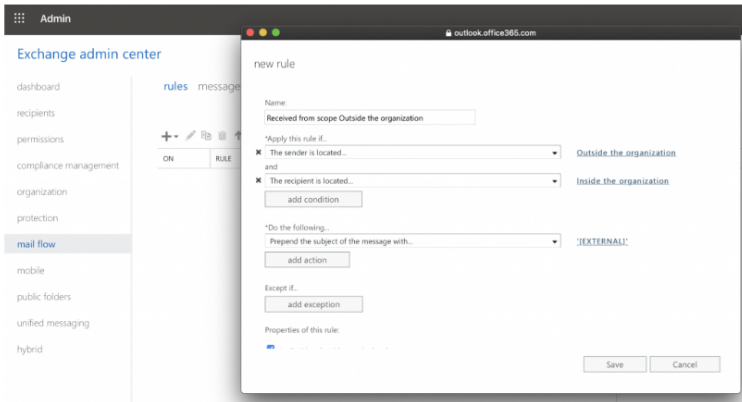 Admin
outlook.office365.com
Exchange admin center
new rule
dashboard
rules message
recipients
Name:
Received from scope Outside the organization
permissions
*Apply this rule if...
The sender is located...
Outside the organization
ON RULE
and
compliance management
The recipient is located...
Inside the organization
organization
add condition
protection
*Do the following...
mail flow
Prepend the subject of the message with...
'[EXTERNAL]'
add action
mobile
Except if...
public folders
add exception
unified messaging
Properties of this rule:
hybrid
Save
Cancel